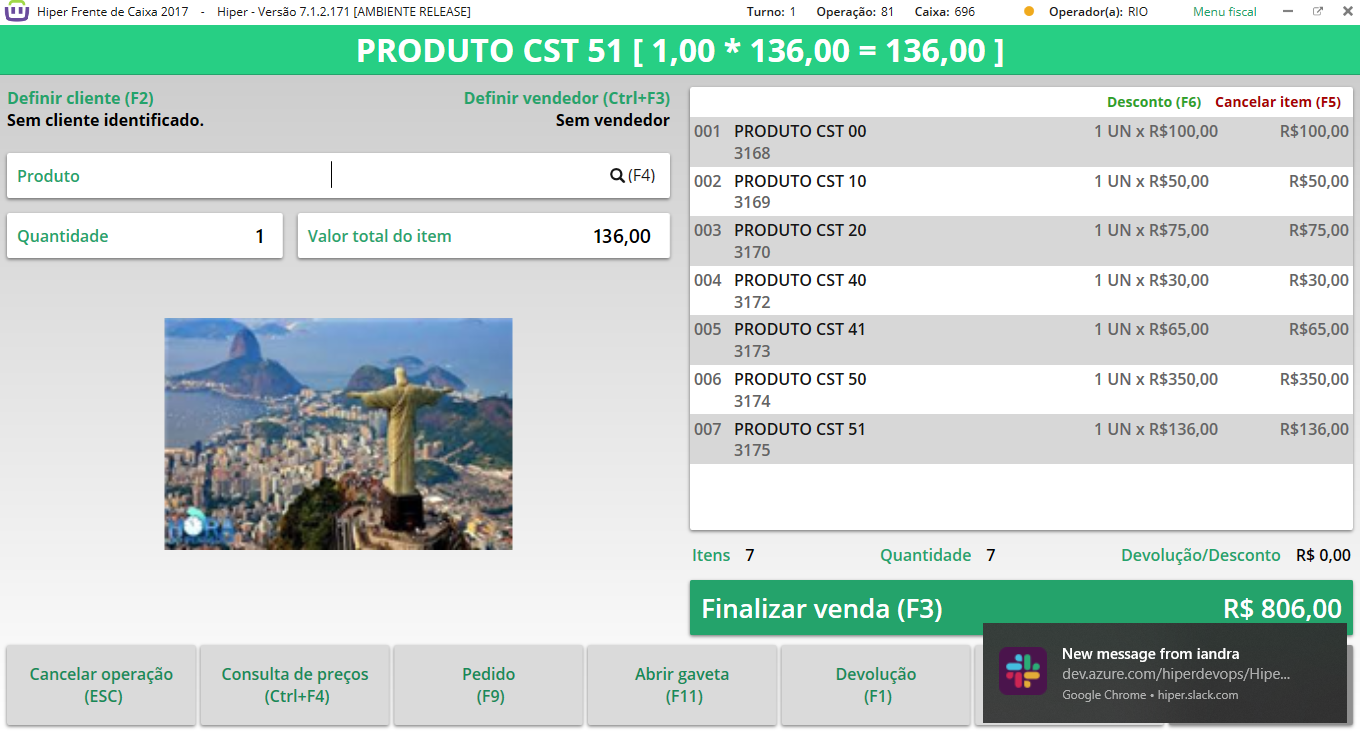 Hiper Frente de Caixa 2017 - Hiper - Versão 7.1.2.171 [AMBIENTE RELEASE] Turno: 1 Operação: 81 Caixa: 696 Operador(a): RIO Menu fiscal
PRODUTO CST 51 [ 1,00 * 136,00 = 136,00 ]
Definir cliente (F2)
Sem cliente identificado.
Definir vendedor (Ctrl+F3)
Sem vendedor
Produto (F4)
Quantidade 1
Valor total do item 136,00
HORA
Desconto (F6) Cancelar item (F5)
001 PRODUTO CST 00 1 UN x R$100,00 R$100,00
3168
002 PRODUTO CST 10 1 UN x R$50,00 R$50,00
3169
003 PRODUTO CST 20 1 UN x R$75,00 R$75,00
3170
004 PRODUTO CST 40 1 UN x R$30,00 R$30,00
3172
005 PRODUTO CST 41 1 UN x R$65,00 R$65,00
3173
006 PRODUTO CST 50 1 UN x R$350,00 R$350,00
3174
007 PRODUTO CST 51 1 UN x R$136,00 R$136,00
3175
Itens 7 Quantidade 7 Devolução/Desconto R$ 0,00
Finalizar venda (F3) R$ 806,00
Cancelar operação
(ESC)
Consulta de preços
(Ctrl+F4)
Pedido
(F9)
Abrir gaveta
(F11)
Devolução
(F1)
New message from iandra
dev.azure.com/hiperdevops/Hipe...
Google Chrome • hiper.slack.com